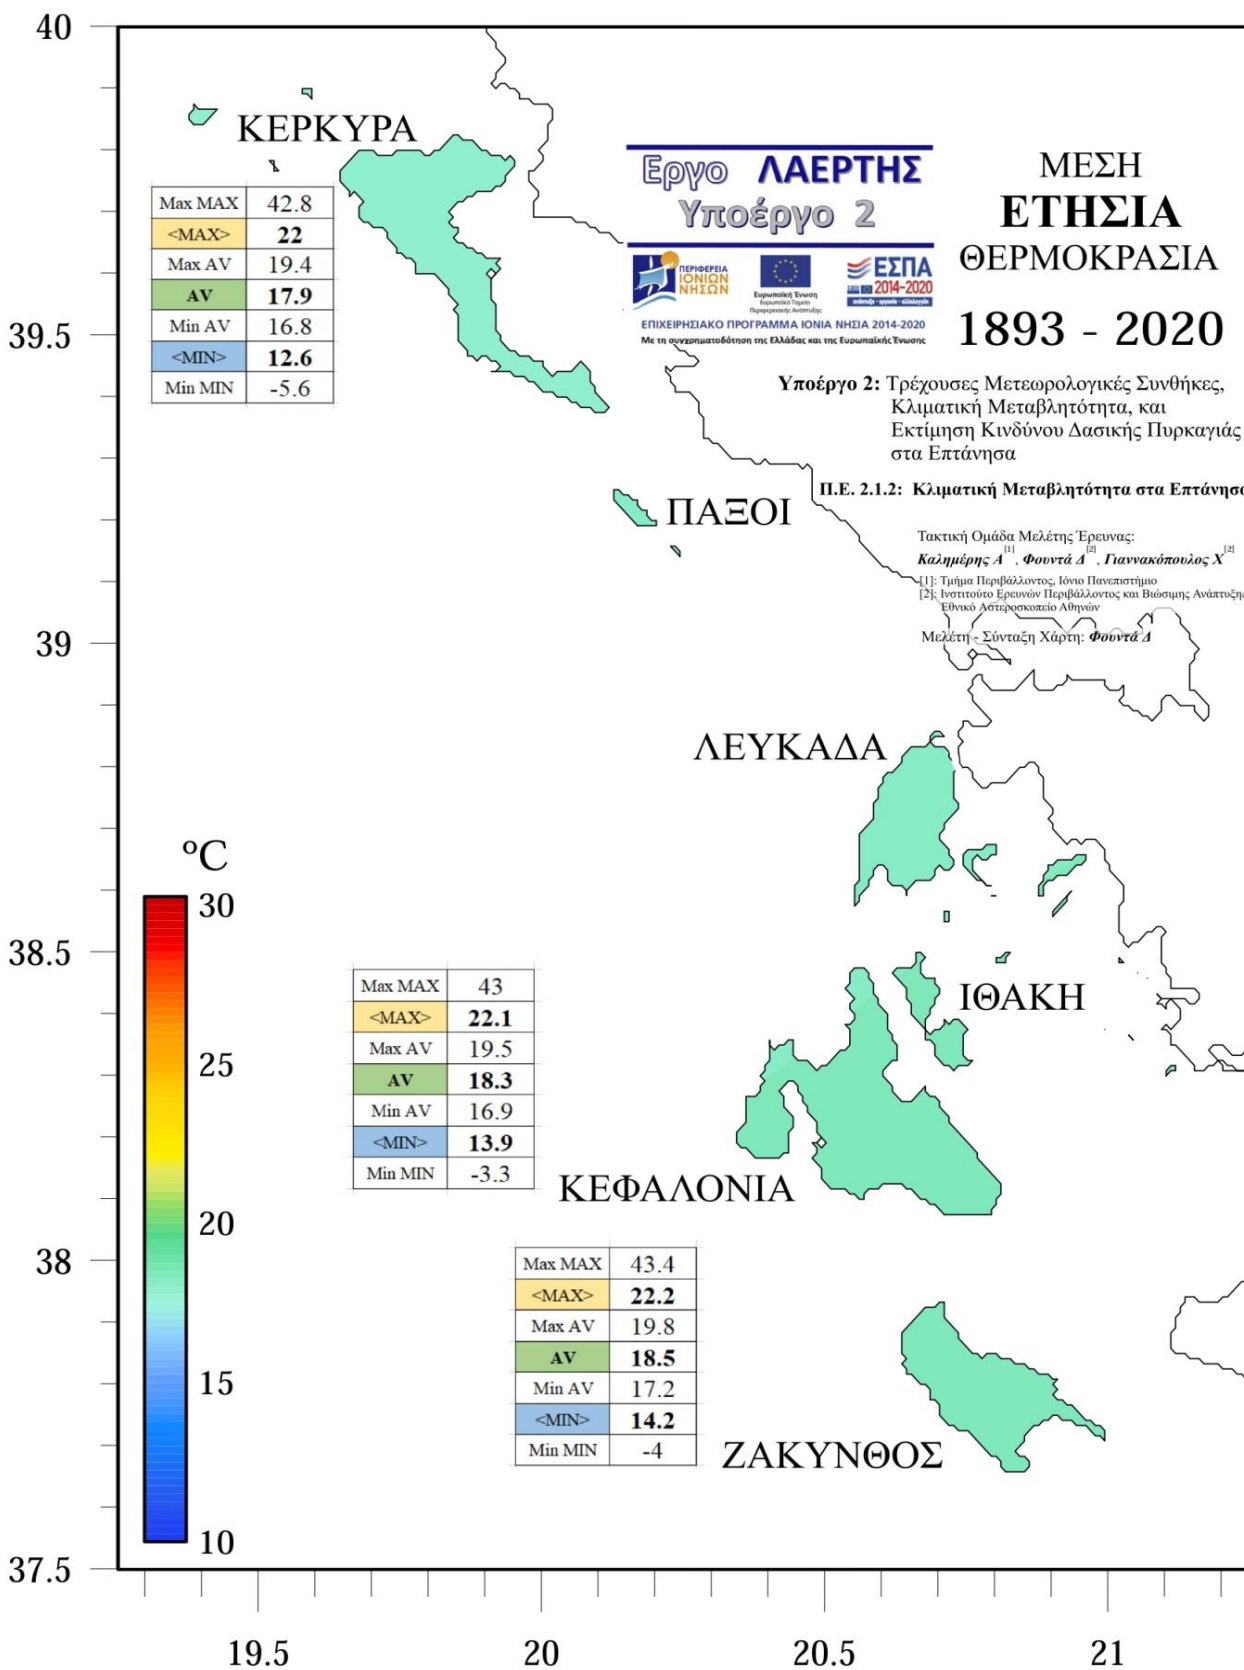 40
ΚΕΡΚΥΡΑ
Max MAX 42.8
<MAX> 22
Max AV 19.4
AV 17.9
Min AV 16.8
<MIN> 12.6
Min MIN -5.6
Εργο ΛΑΕΡΤΗΣ
Υποέργο 2
ΠΕΡΙΦΕΡΕΙΑ
ΙΟΝΙΩΝ
ΝΗΣΩΝ
Ευρωπαϊκή Ένωση
Ευρωπαϊκό Ταμείο
Περιφερειακής Ανάπτυξης
ΕΣΠΑ
2014-2020
ανάπτυξη - εργασία - αλληλεγγύη
ΕΠΙΧΕΙΡΗΣΙΑΚΟ ΠΡΟΓΡΑΜΜΑ ΙΟΝΙΑ ΝΗΣΙΑ 2014-2020
Με τη συγχρηματοδότηση της Ελλάδας και της Ευρωπαϊκής Ένωσης
ΜΕΣΗ
ΕΤΗΣΙΑ
ΘΕΡΜΟΚΡΑΣΙΑ
1893 - 2020
39.5
Υποέργο 2: Τρέχουσες Μετεωρολογικές Συνθήκες,
Κλιματική Μεταβλητότητα, και
Εκτίμηση Κινδύνου Δασικής Πυρκαγιάς
στα Επτάνησα
Π.Ε. 2.1.2: Κλιματική Μεταβλητότητα στα Επτάνησα
ΠΑΞΟΙ
Τακτική Ομάδα Μελέτης Έρευνας:
Καλημέρης Α[1], Φουντά Δ[2], Γιαννακόπουλος Χ[2]
[1]: Τμήμα Περιβάλλοντος, Ιόνιο Πανεπιστήμιο
[2]: Ινστιτούτο Ερευνών Περιβάλλοντος και Βιώσιμης Ανάπτυξης
Εθνικό Αστεροσκοπείο Αθηνών
Μελέτη - Σύνταξη Χάρτη: Φουντά Δ
39
ΛΕΥΚΑΔΑ
°C
30
25
20
15
10
38.5
ΙΘΑΚΗ
Max MAX 43
<MAX> 22.1
Max AV 19.5
AV 18.3
Min AV 16.9
<MIN> 13.9
Min MIN -3.3
ΚΕΦΑΛΟΝΙΑ
38
Max MAX 43.4
<MAX> 22.2
Max AV 19.8
AV 18.5
Min AV 17.2
<MIN> 14.2
Min MIN -4
ΖΑΚΥΝΘΟΣ
37.5
19.5 20 20.5 21